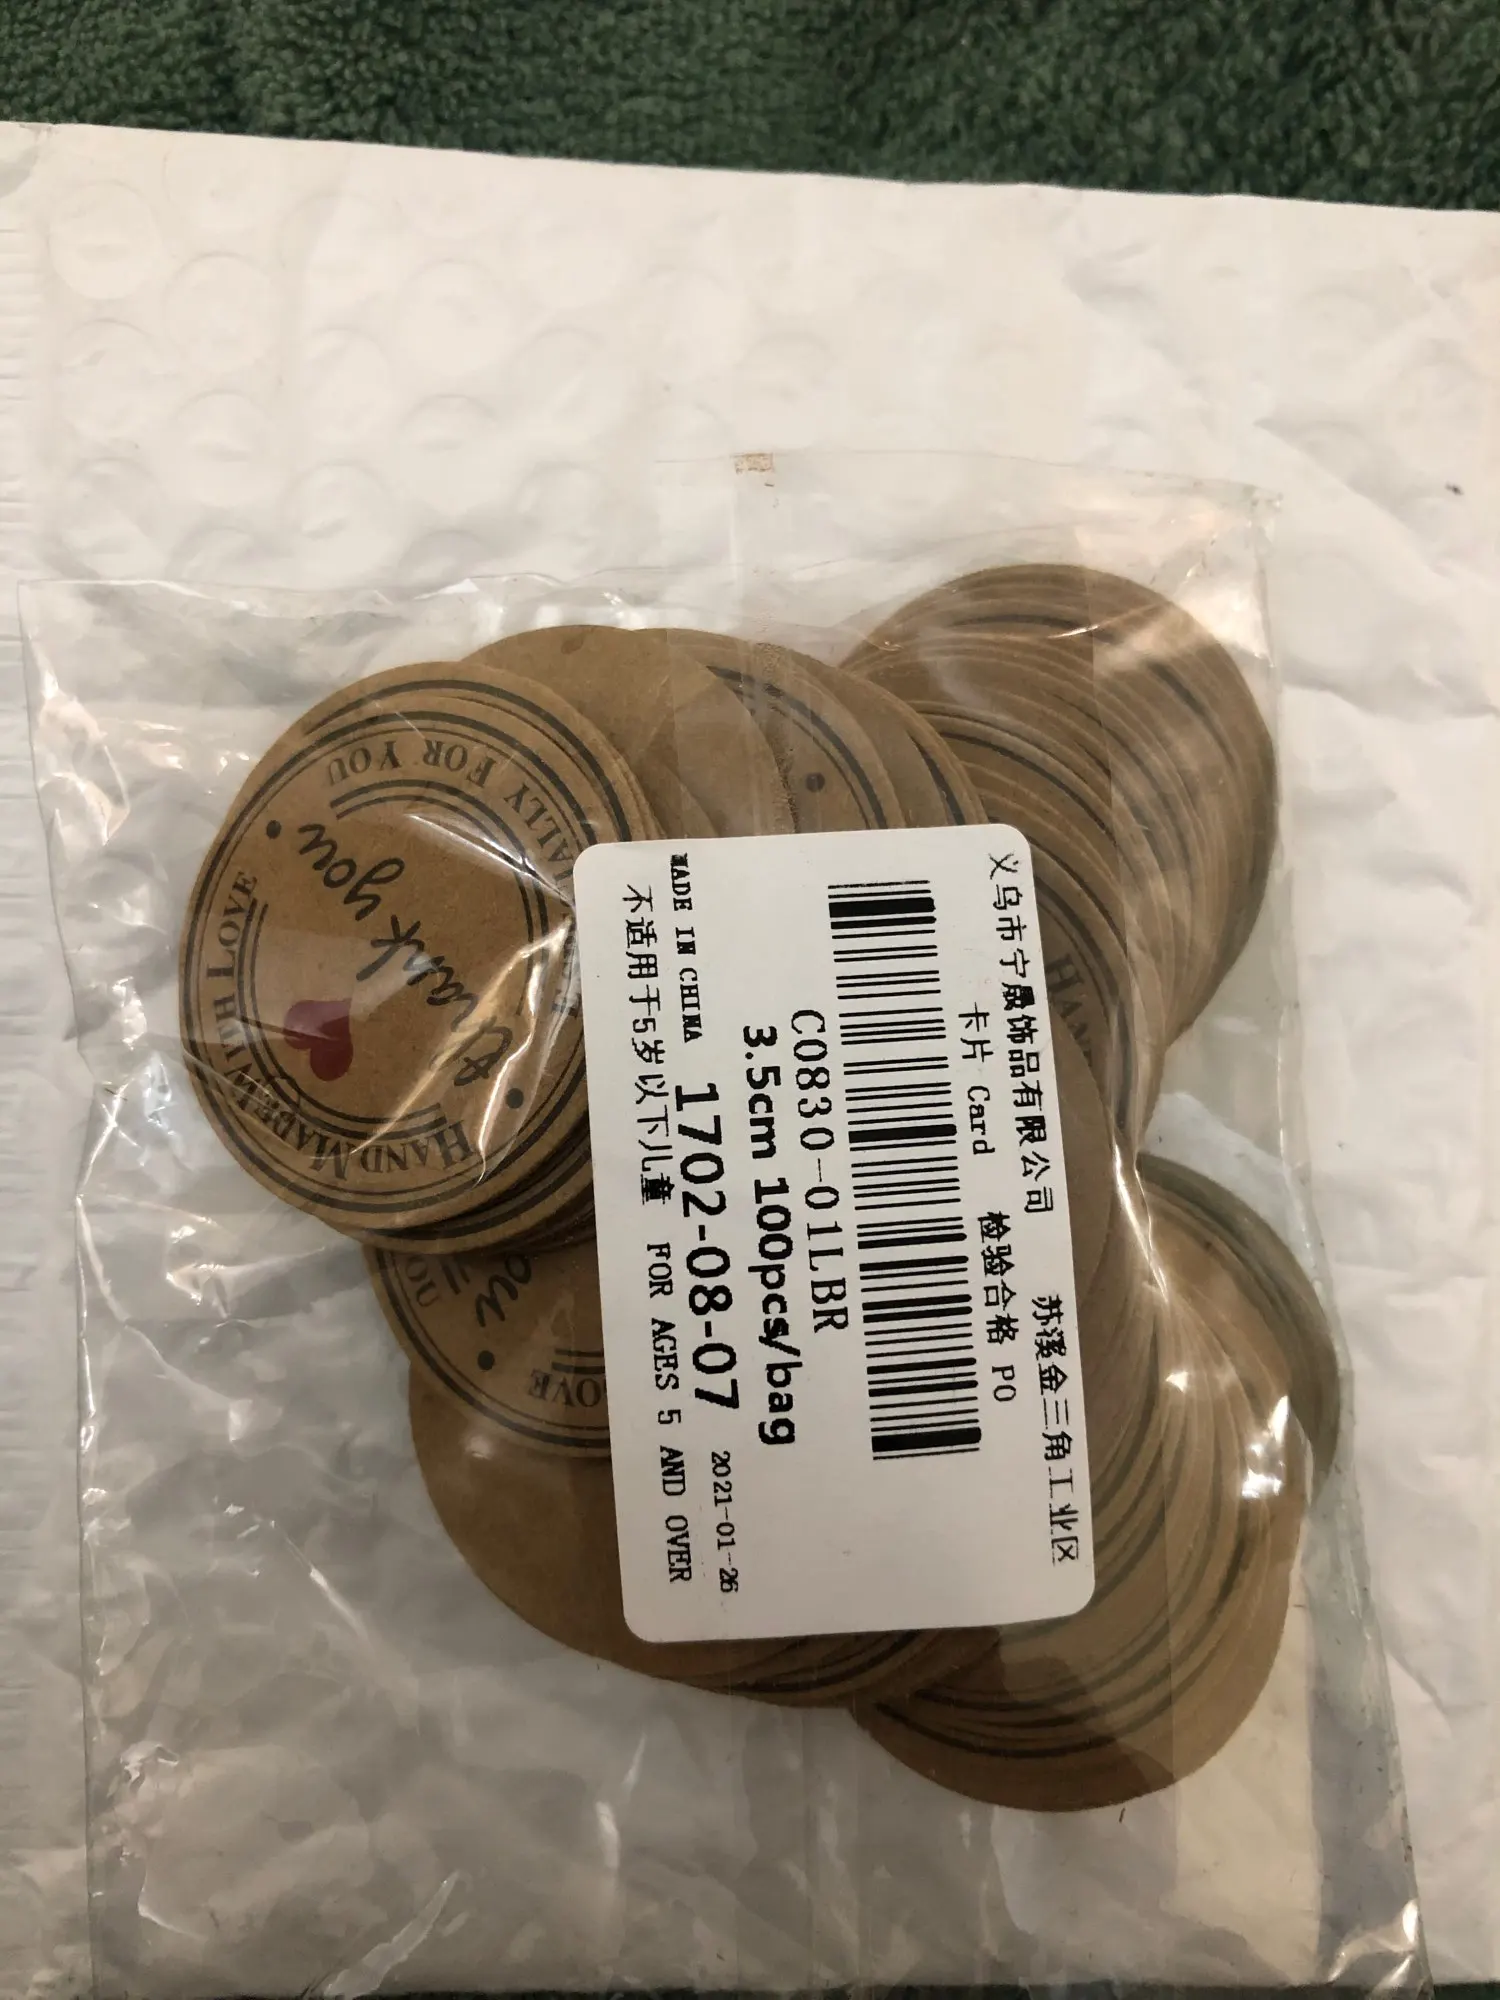 义乌市宁晟饰品有限公司 苏溪金三角工业区
卡片 Card 检验合格 PO
C0830-01LBR
3.5cm 100pcs/bag
1702-08-07 2021-01-26
MADE IN CHINA
不适用于5岁以下儿童 FOR AGES 5 AND OVER
thank you
HAND MADE WITH LOVE
ALLY FOR YOU
HAND
OU
OVE